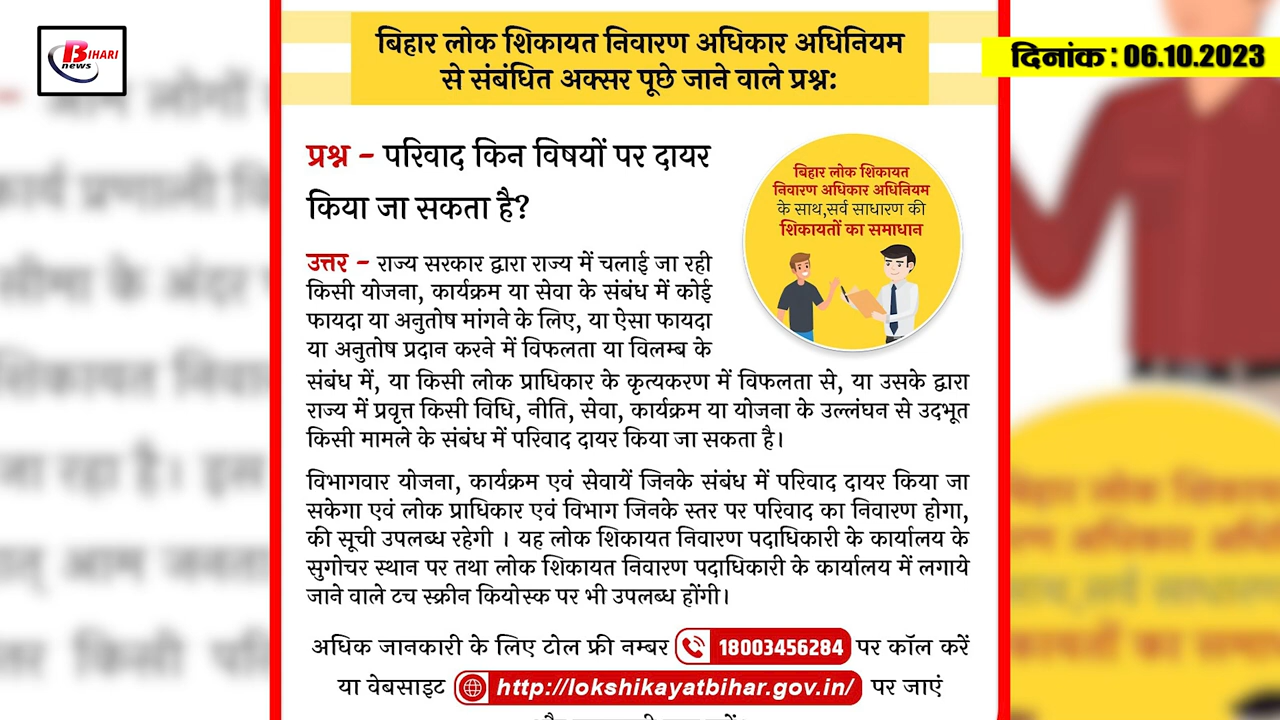 BIHARI
news
दिनांक : 06.10.2023
बिहार लोक शिकायत निवारण अधिकार अधिनियम
से संबंधित अक्सर पूछे जाने वाले प्रश्न:
प्रश्न - परिवाद किन विषयों पर दायर
किया जा सकता है?
बिहार लोक शिकायत
निवारण अधिकार अधिनियम
के साथ,सर्व साधारण की
शिकायतों का समाधान
उत्तर - राज्य सरकार द्वारा राज्य में चलाई जा रही
किसी योजना, कार्यक्रम या सेवा के संबंध में कोई
फायदा या अनुतोष मांगने के लिए, या ऐसा फायदा
या अनुतोष प्रदान करने में विफलता या विलम्ब के
संबंध में, या किसी लोक प्राधिकार के कृत्यकरण में विफलता से, या उसके द्वारा
राज्य में प्रवृत्त किसी विधि, नीति, सेवा, कार्यक्रम या योजना के उल्लंघन से उदभूत
किसी मामले के संबंध में परिवाद दायर किया जा सकता है।
विभागवार योजना, कार्यक्रम एवं सेवायें जिनके संबंध में परिवाद दायर किया जा
सकेगा एवं लोक प्राधिकार एवं विभाग जिनके स्तर पर परिवाद का निवारण होगा,
की सूची उपलब्ध रहेगी । यह लोक शिकायत निवारण पदाधिकारी के कार्यालय के
सुगोचर स्थान पर तथा लोक शिकायत निवारण पदाधिकारी के कार्यालय में लगाये
जाने वाले टच स्क्रीन कियोस्क पर भी उपलब्ध होंगी।
अधिक जानकारी के लिए टोल फ्री नम्बर 18003456284 पर कॉल करें
या वेबसाइट http://lokshikayatbihar.gov.in/ पर जाएं